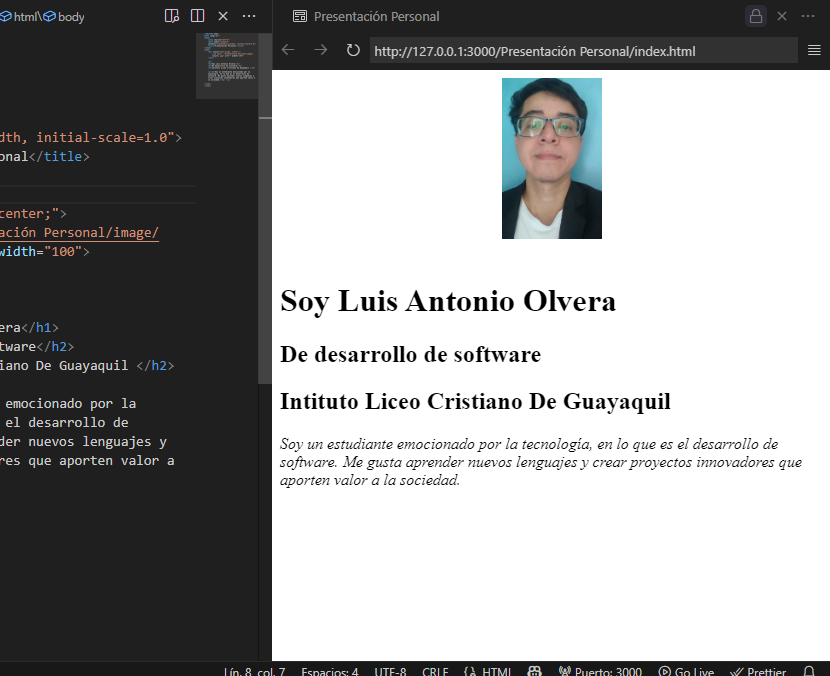 html body
dth, initial-scale=1.0">
onal</title>
center;">
ación Personal/image/
width="100">
era</h1>
tware</h2>
iano De Guayaquil </h2>
emocionado por la
el desarrollo de
der nuevos lenguajes y
res que aporten valor a
Presentación Personal
http://127.0.0.1:3000/Presentación Personal/index.html
Soy Luis Antonio Olvera
De desarrollo de software
Intituto Liceo Cristiano De Guayaquil
Soy un estudiante emocionado por la tecnología, en lo que es el desarrollo de
software. Me gusta aprender nuevos lenguajes y crear proyectos innovadores que
aporten valor a la sociedad.
Lín. 8, col. 7 Espacios: 4 UTF-8 CRLF {} HTML Puerto: 3000 Go Live Prettier